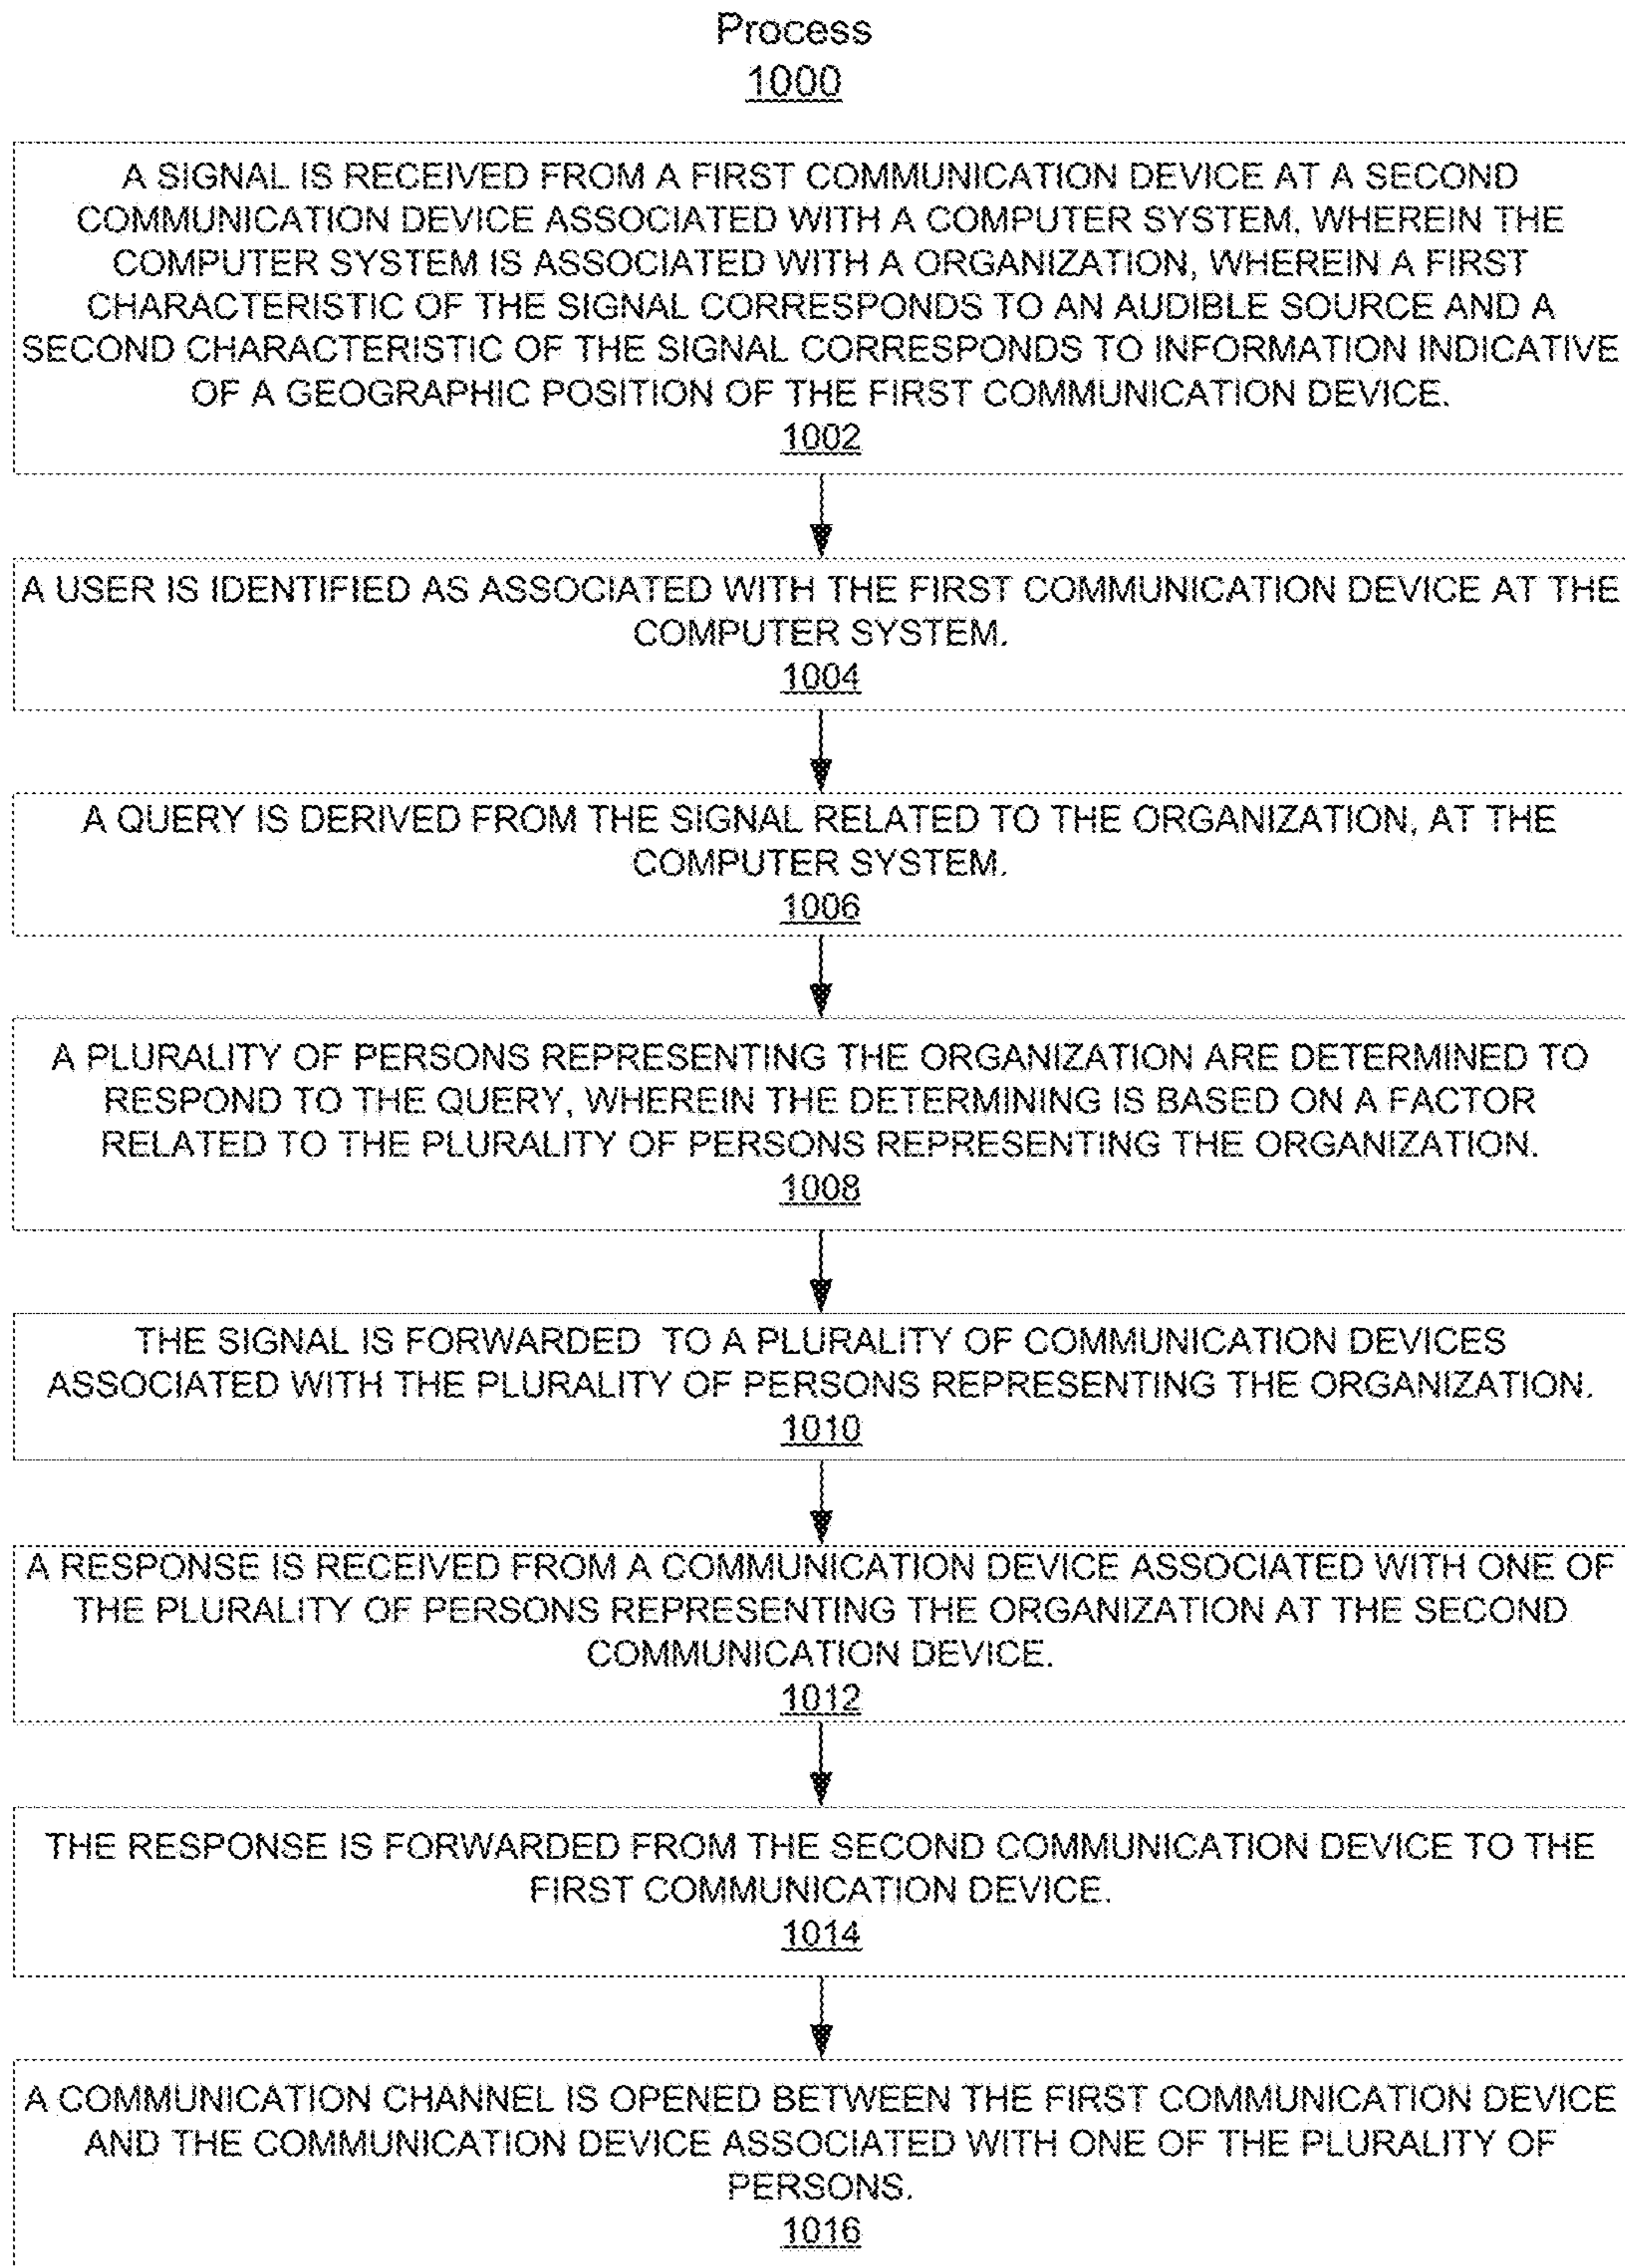 Process
1000
A SIGNAL IS RECEIVED FROM A FIRST COMMUNICATION DEVICE AT A SECOND
COMMUNICATION DEVICE ASSOCIATED WITH A COMPUTER SYSTEM, WHEREIN THE
COMPUTER SYSTEM IS ASSOCIATED WITH A ORGANIZATION, WHEREIN A FIRST
CHARACTERISTIC OF THE SIGNAL CORRESPONDS TO AN AUDIBLE SOURCE AND A
SECOND CHARACTERISTIC OF THE SIGNAL CORRESPONDS TO INFORMATION INDICATIVE
OF A GEOGRAPHIC POSITION OF THE FIRST COMMUNICATION DEVICE.
1002
A USER IS IDENTIFIED AS ASSOCIATED WITH THE FIRST COMMUNICATION DEVICE AT THE
COMPUTER SYSTEM.
1004
A QUERY IS DERIVED FROM THE SIGNAL RELATED TO THE ORGANIZATION, AT THE
COMPUTER SYSTEM.
1006
A PLURALITY OF PERSONS REPRESENTING THE ORGANIZATION ARE DETERMINED TO
RESPOND TO THE QUERY, WHEREIN THE DETERMINING IS BASED ON A FACTOR
RELATED TO THE PLURALITY OF PERSONS REPRESENTING THE ORGANIZATION.
1008
THE SIGNAL IS FORWARDED TO A PLURALITY OF COMMUNICATION DEVICES
ASSOCIATED WITH THE PLURALITY OF PERSONS REPRESENTING THE ORGANIZATION.
1010
A RESPONSE IS RECEIVED FROM A COMMUNICATION DEVICE ASSOCIATED WITH ONE OF
THE PLURALITY OF PERSONS REPRESENTING THE ORGANIZATION AT THE SECOND
COMMUNICATION DEVICE.
1012
THE RESPONSE IS FORWARDED FROM THE SECOND COMMUNICATION DEVICE TO THE
FIRST COMMUNICATION DEVICE.
1014
A COMMUNICATION CHANNEL IS OPENED BETWEEN THE FIRST COMMUNICATION DEVICE
AND THE COMMUNICATION DEVICE ASSOCIATED WITH ONE OF THE PLURALITY OF
PERSONS.
1016